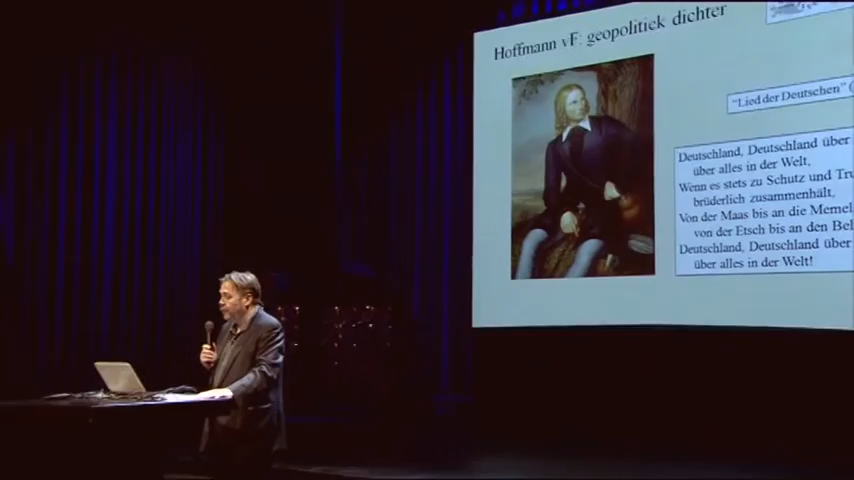 Hoffmann vF: geopolitiek dichter
"Lied der Deutschen" (
Deutschland, Deutschland über
über alles in der Welt,
Wenn es stets zu Schutz und Tru
brüderlich zusammenhält,
Von der Maas bis an die Memel
von der Etsch bis an den Bel
Deutschland, Deutschland über
über alles in der Welt!